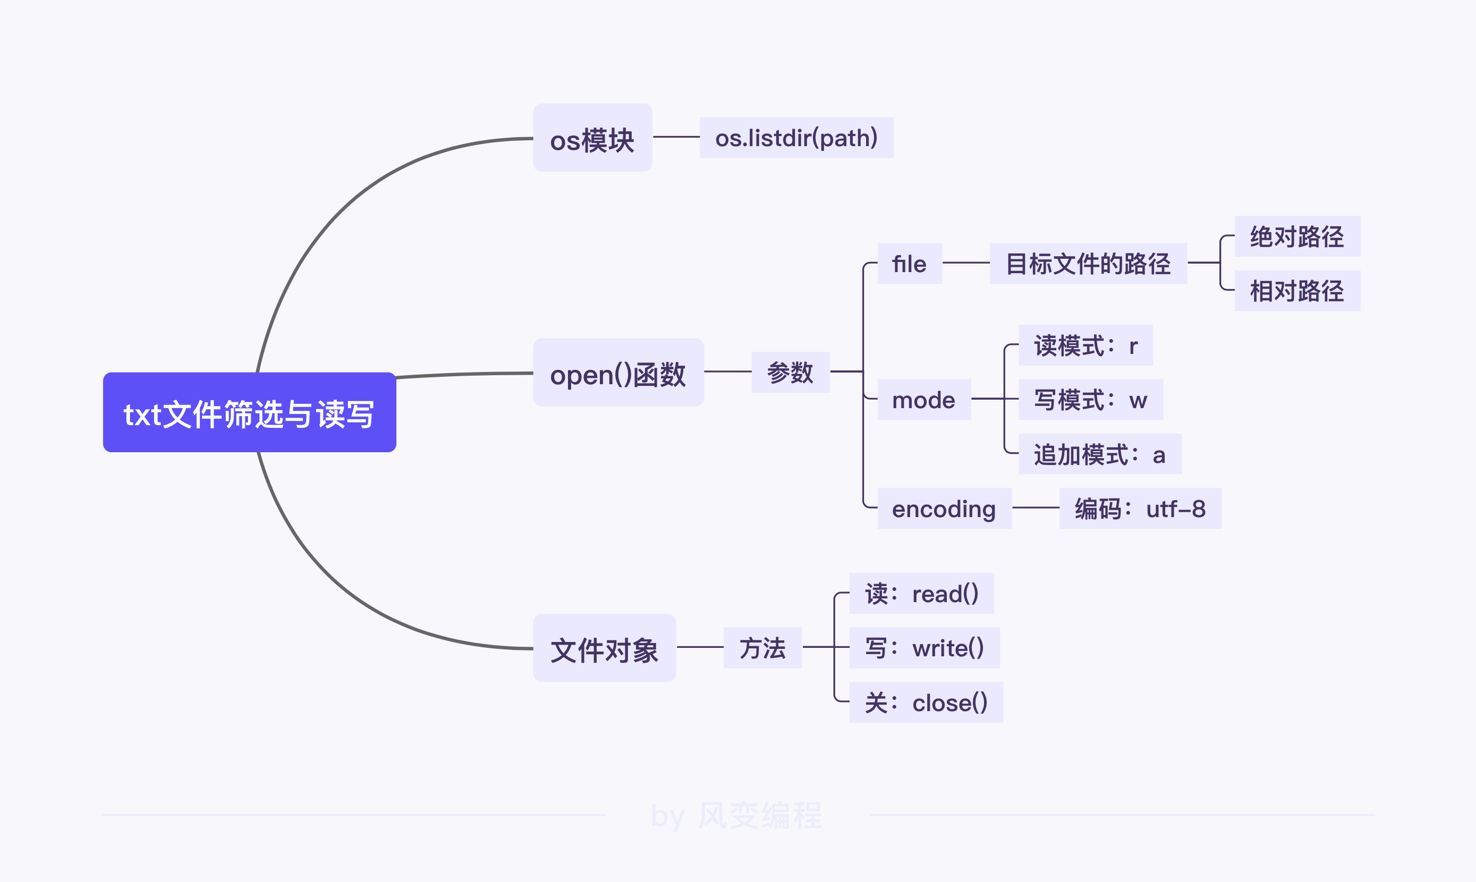 txt文件筛选与读写
os模块
os.listdir(path)
open()函数
参数
file
目标文件的路径
绝对路径
相对路径
mode
读模式：r
写模式：w
追加模式：a
encoding
编码：utf-8
文件对象
方法
读：read()
写：write()
关：close()
by 风变编程